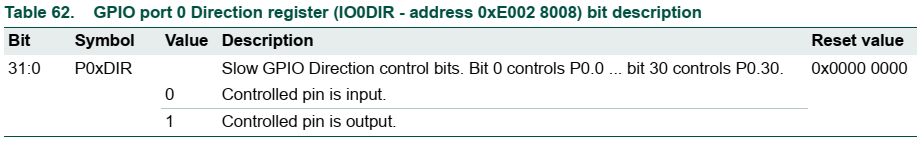 Table 62. GPIO port 0 Direction register (IO0DIR - address 0xE002 8008) bit description
Bit Symbol Value Description Reset value
31:0 P0xDIR Slow GPIO Direction control bits. Bit 0 controls P0.0 ... bit 30 controls P0.30. 0x0000 0000
0 Controlled pin is input.
1 Controlled pin is output.